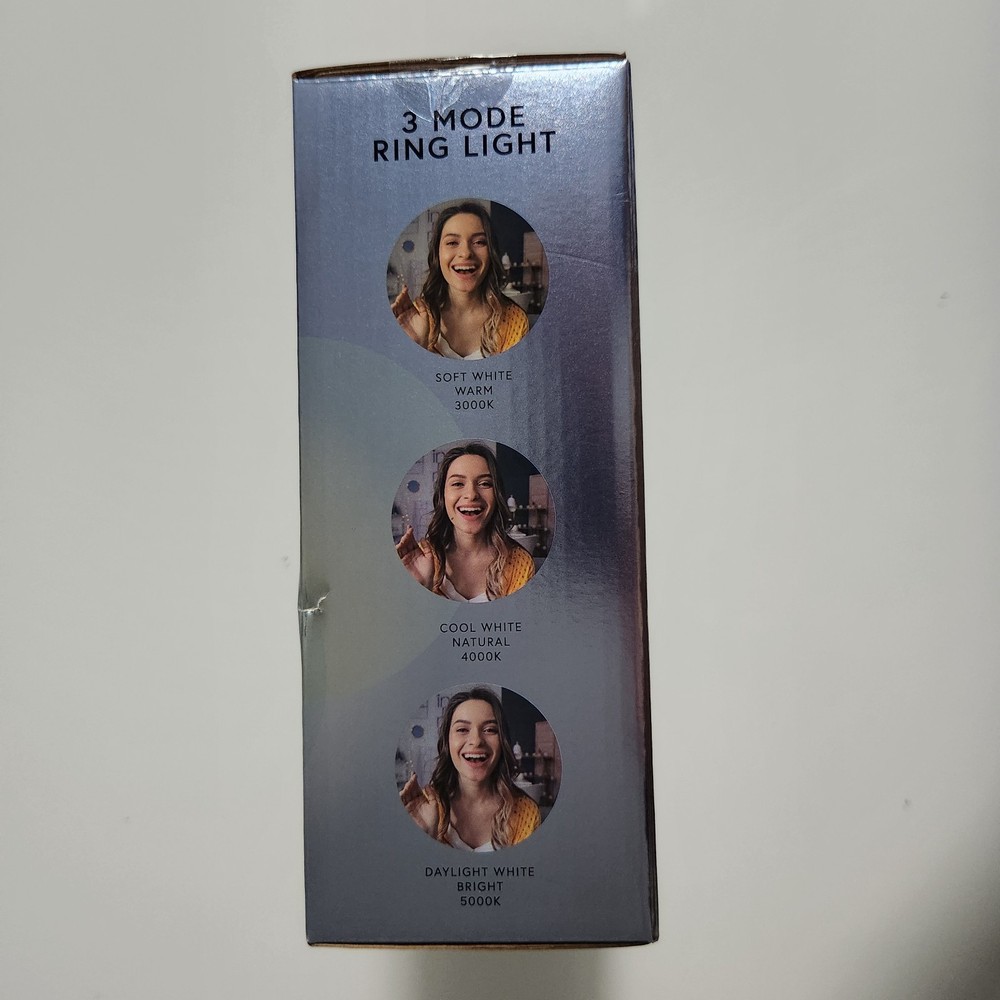 3 MODE
RING LIGHT
SOFT WHITE
WARM
3000K
COOL WHITE
NATURAL
4000K
DAYLIGHT WHITE
BRIGHT
5000K